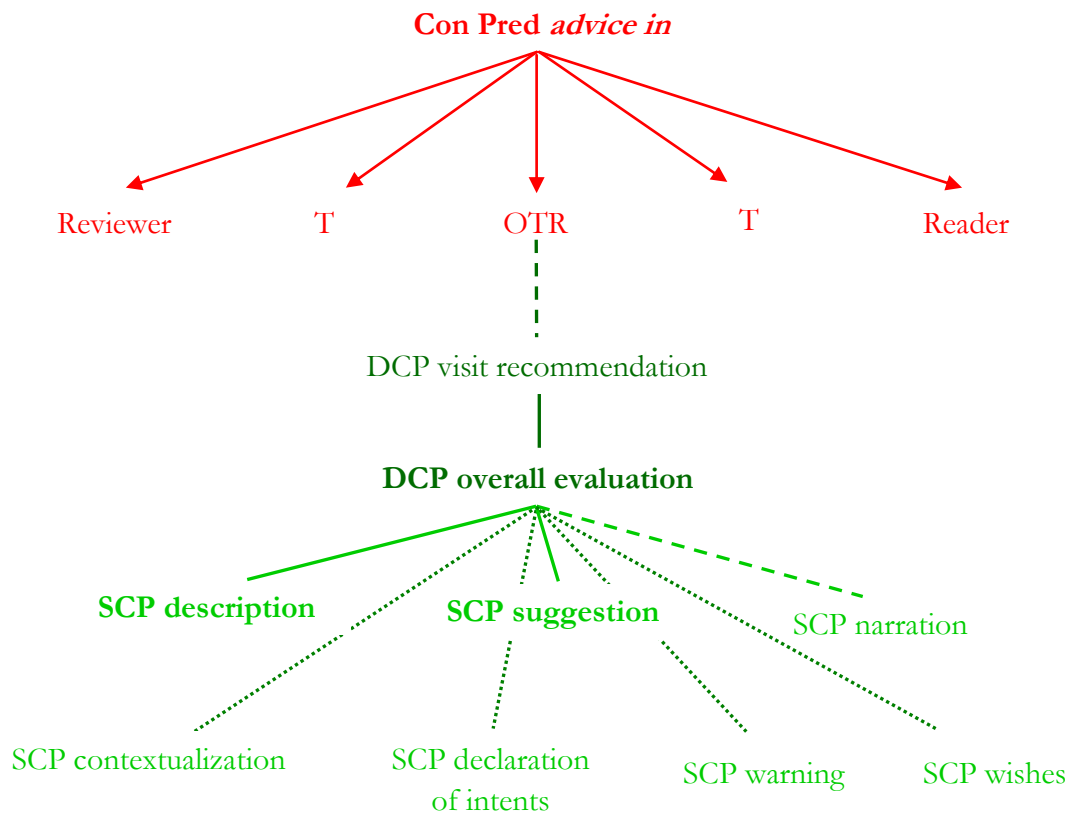 Con Pred advice in
Reviewer T OTR T Reader
DCP visit recommendation
DCP overall evaluation
SCP description SCP suggestion SCP narration
SCP contextualization SCP declaration
of intents SCP warning SCP wishes